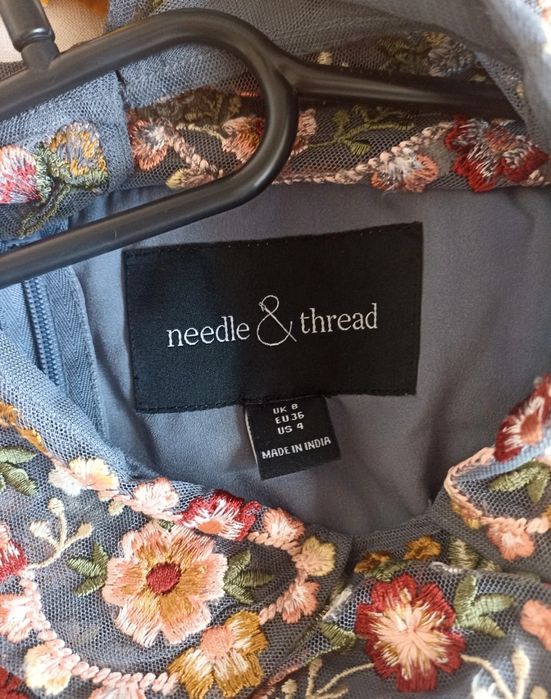 needle & thread
UK 8
EU 36
US 4
MADE IN INDIA